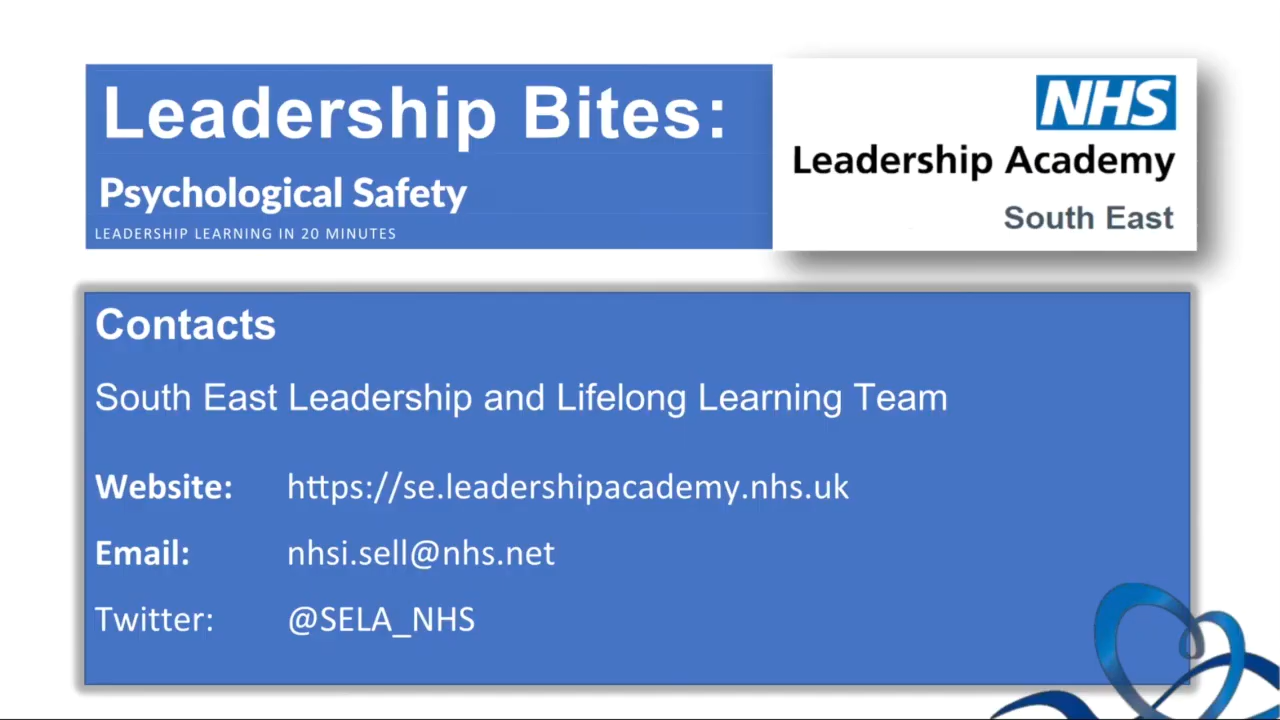 Leadership Bites:
Psychological Safety
LEADERSHIP LEARNING IN 20 MINUTES
NHS
Leadership Academy
South East
Contacts
South East Leadership and Lifelong Learning Team
Website: https://se.leadershipacademy.nhs.uk
Email: nhsi.sell@nhs.net
Twitter: @SELA_NHS